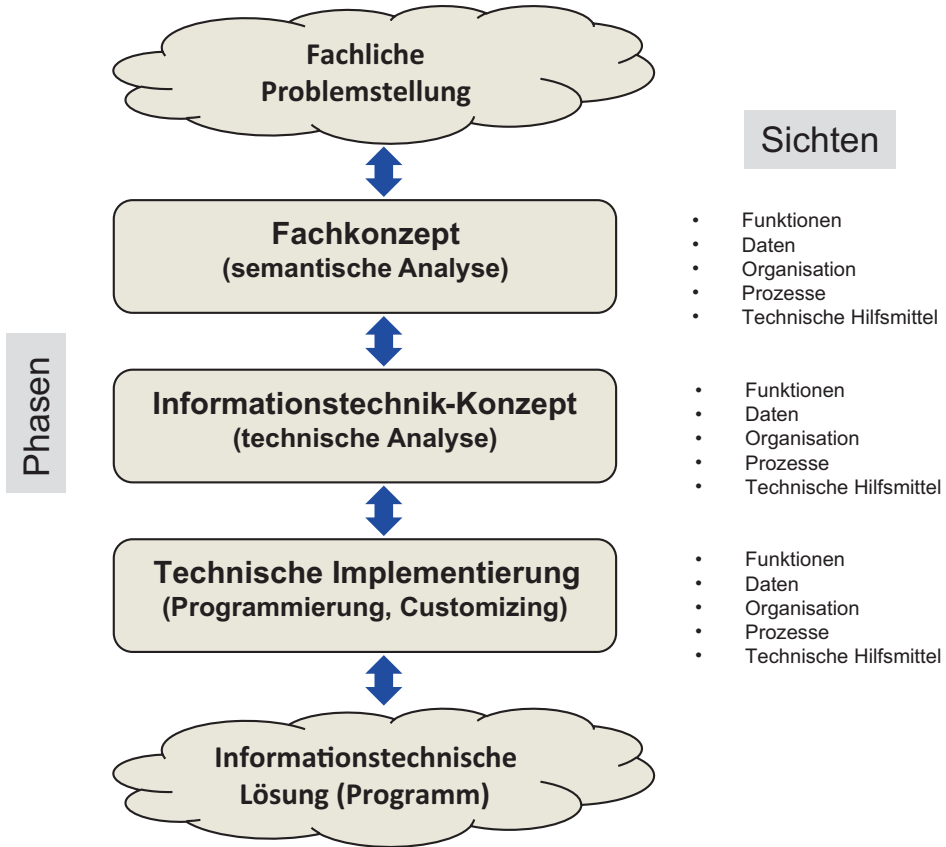 Fachliche
Problemstellung
Sichten
Fachkonzept
(semantische Analyse)
• Funktionen
• Daten
• Organisation
• Prozesse
• Technische Hilfsmittel
Phasen
Informationstechnik-Konzept
(technische Analyse)
• Funktionen
• Daten
• Organisation
• Prozesse
• Technische Hilfsmittel
Technische Implementierung
(Programmierung, Customizing)
• Funktionen
• Daten
• Organisation
• Prozesse
• Technische Hilfsmittel
Informationstechnische
Lösung (Programm)